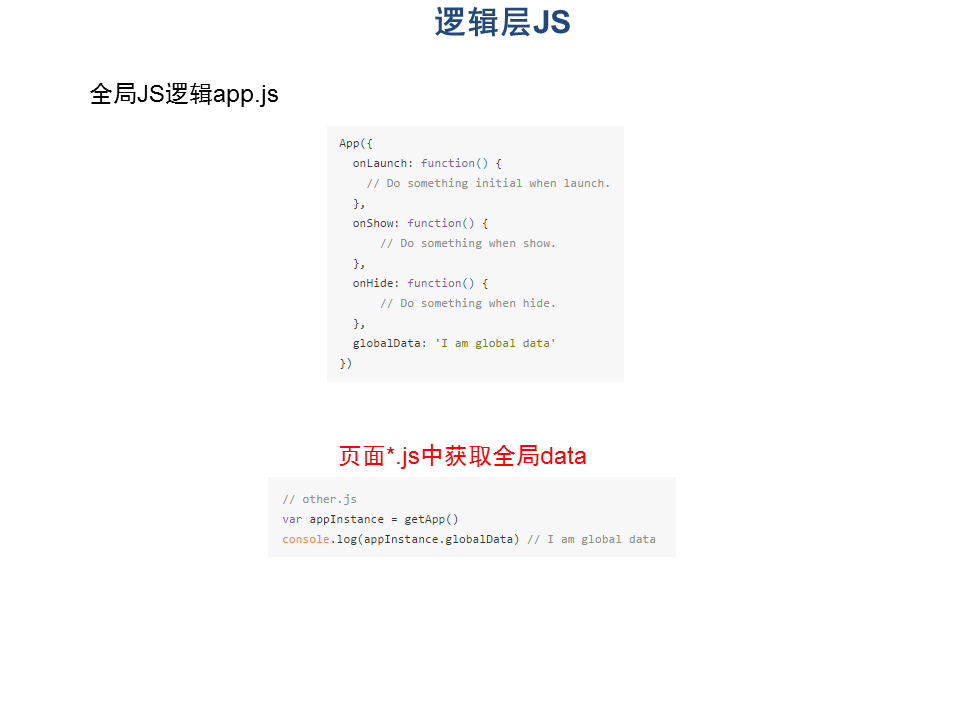 逻辑层JS
全局JS逻辑app.js
App({
  onLaunch: function() {
    // Do something initial when launch.
  },
  onShow: function() {
      // Do something when show.
  },
  onHide: function() {
      // Do something when hide.
  },
  globalData: 'I am global data'
})
页面*.js中获取全局data
// other.js
var appInstance = getApp()
console.log(appInstance.globalData) // I am global data